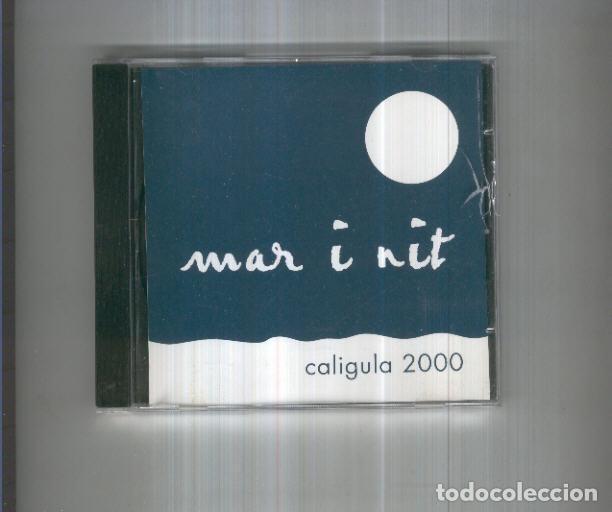 mar i nit
caligula 2000
todocoleccion